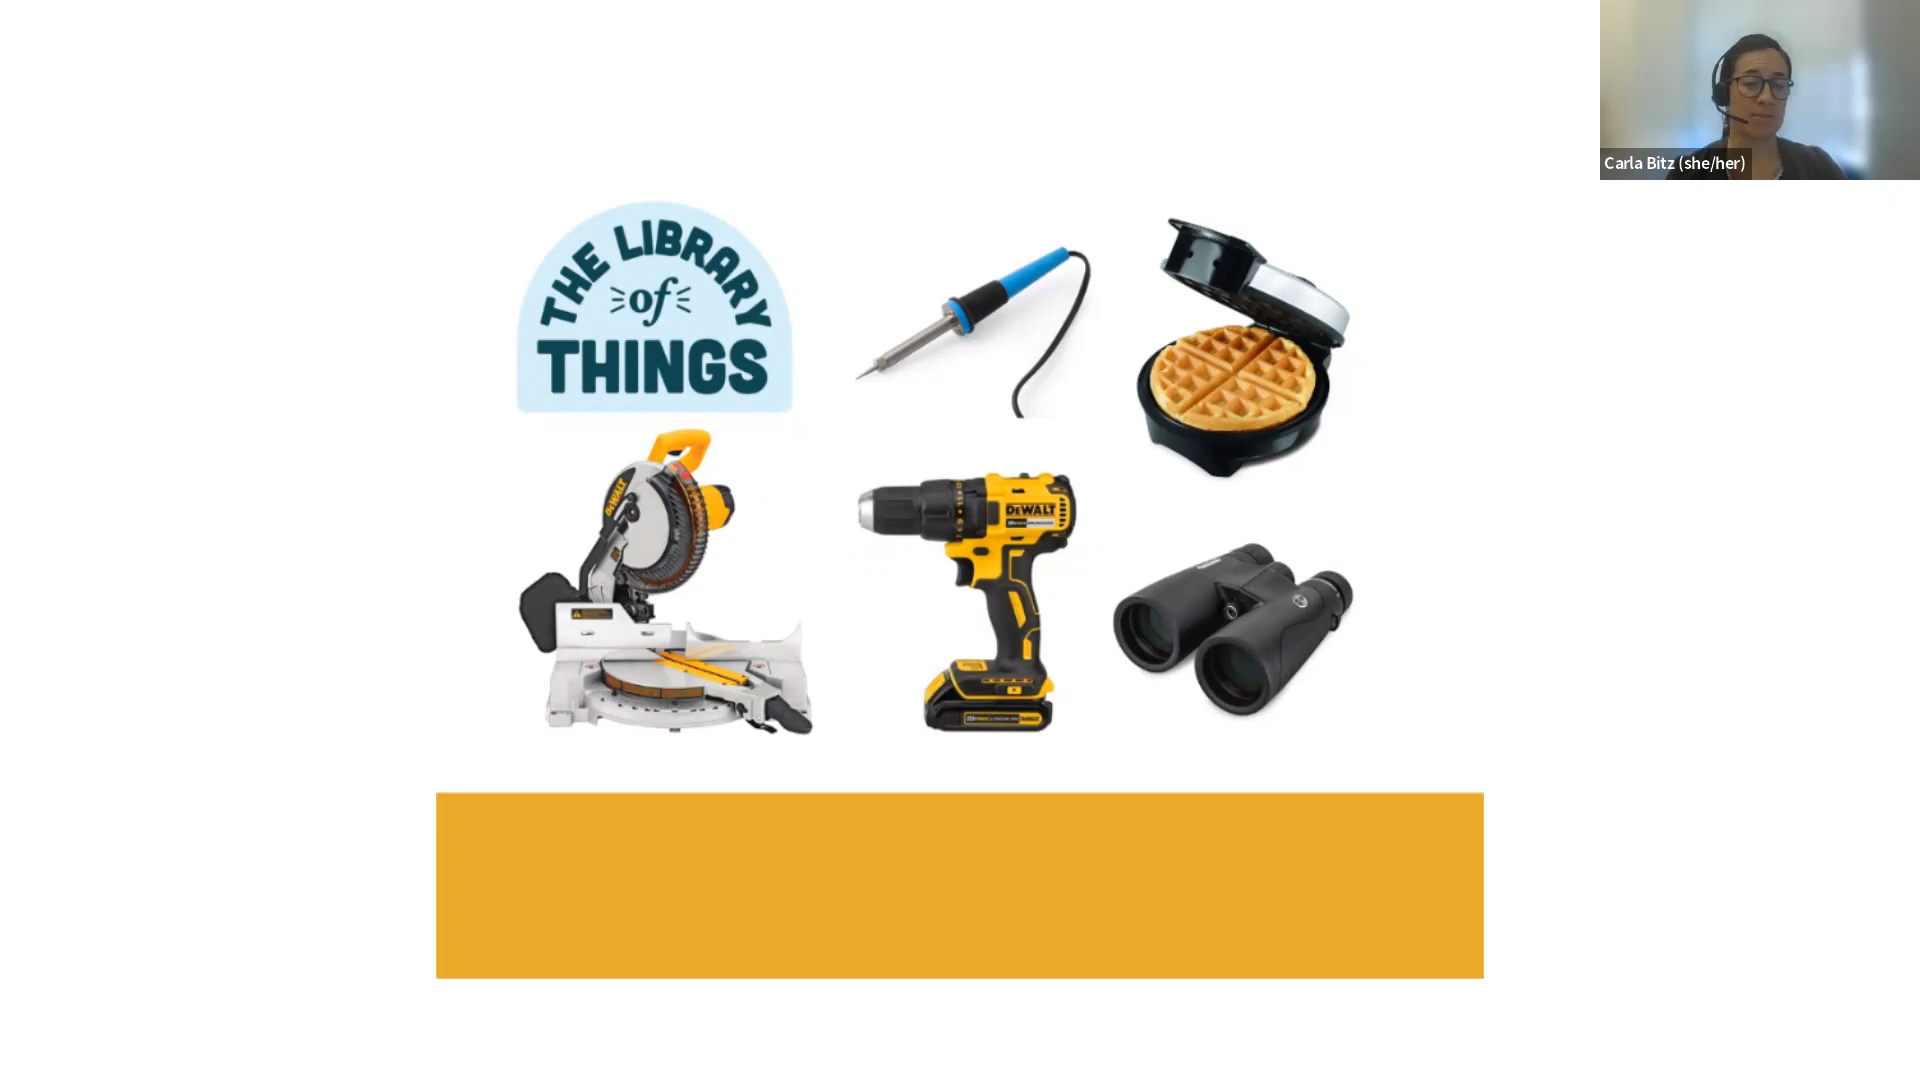 Carla Bitz (she/her)
THE LIBRARY
of
THINGS
DEWALT
DEWALT